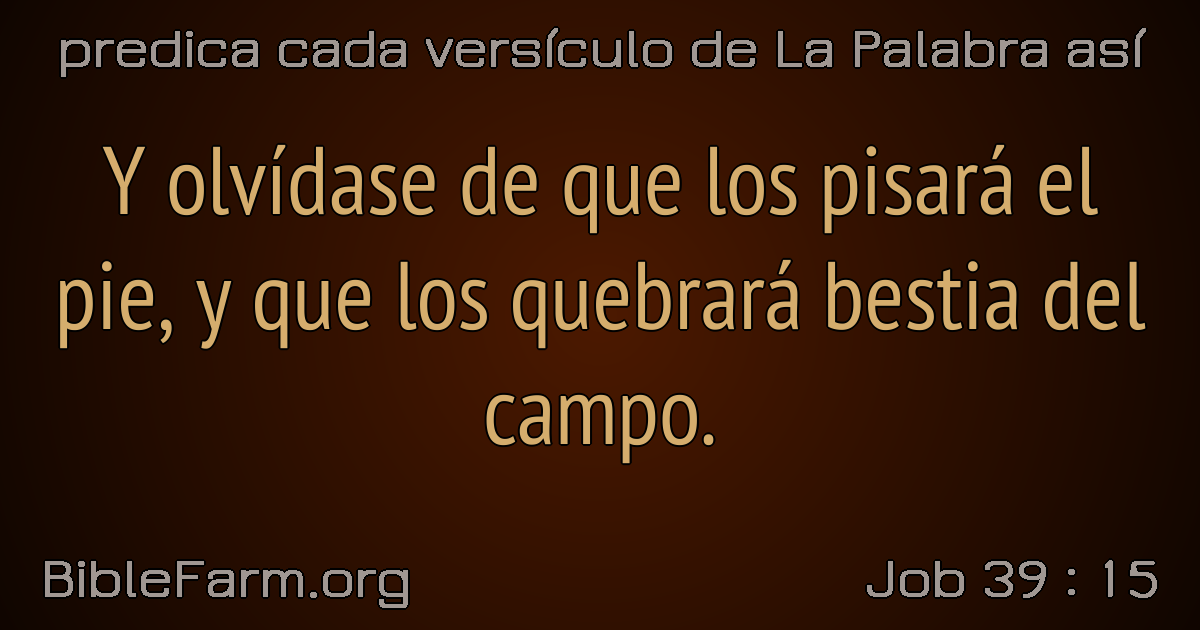 predica cada versículo de La Palabra así
Y olvídase de que los pisará el
pie, y que los quebrará bestia del
campo.
BibleFarm.org
Job 39 : 15